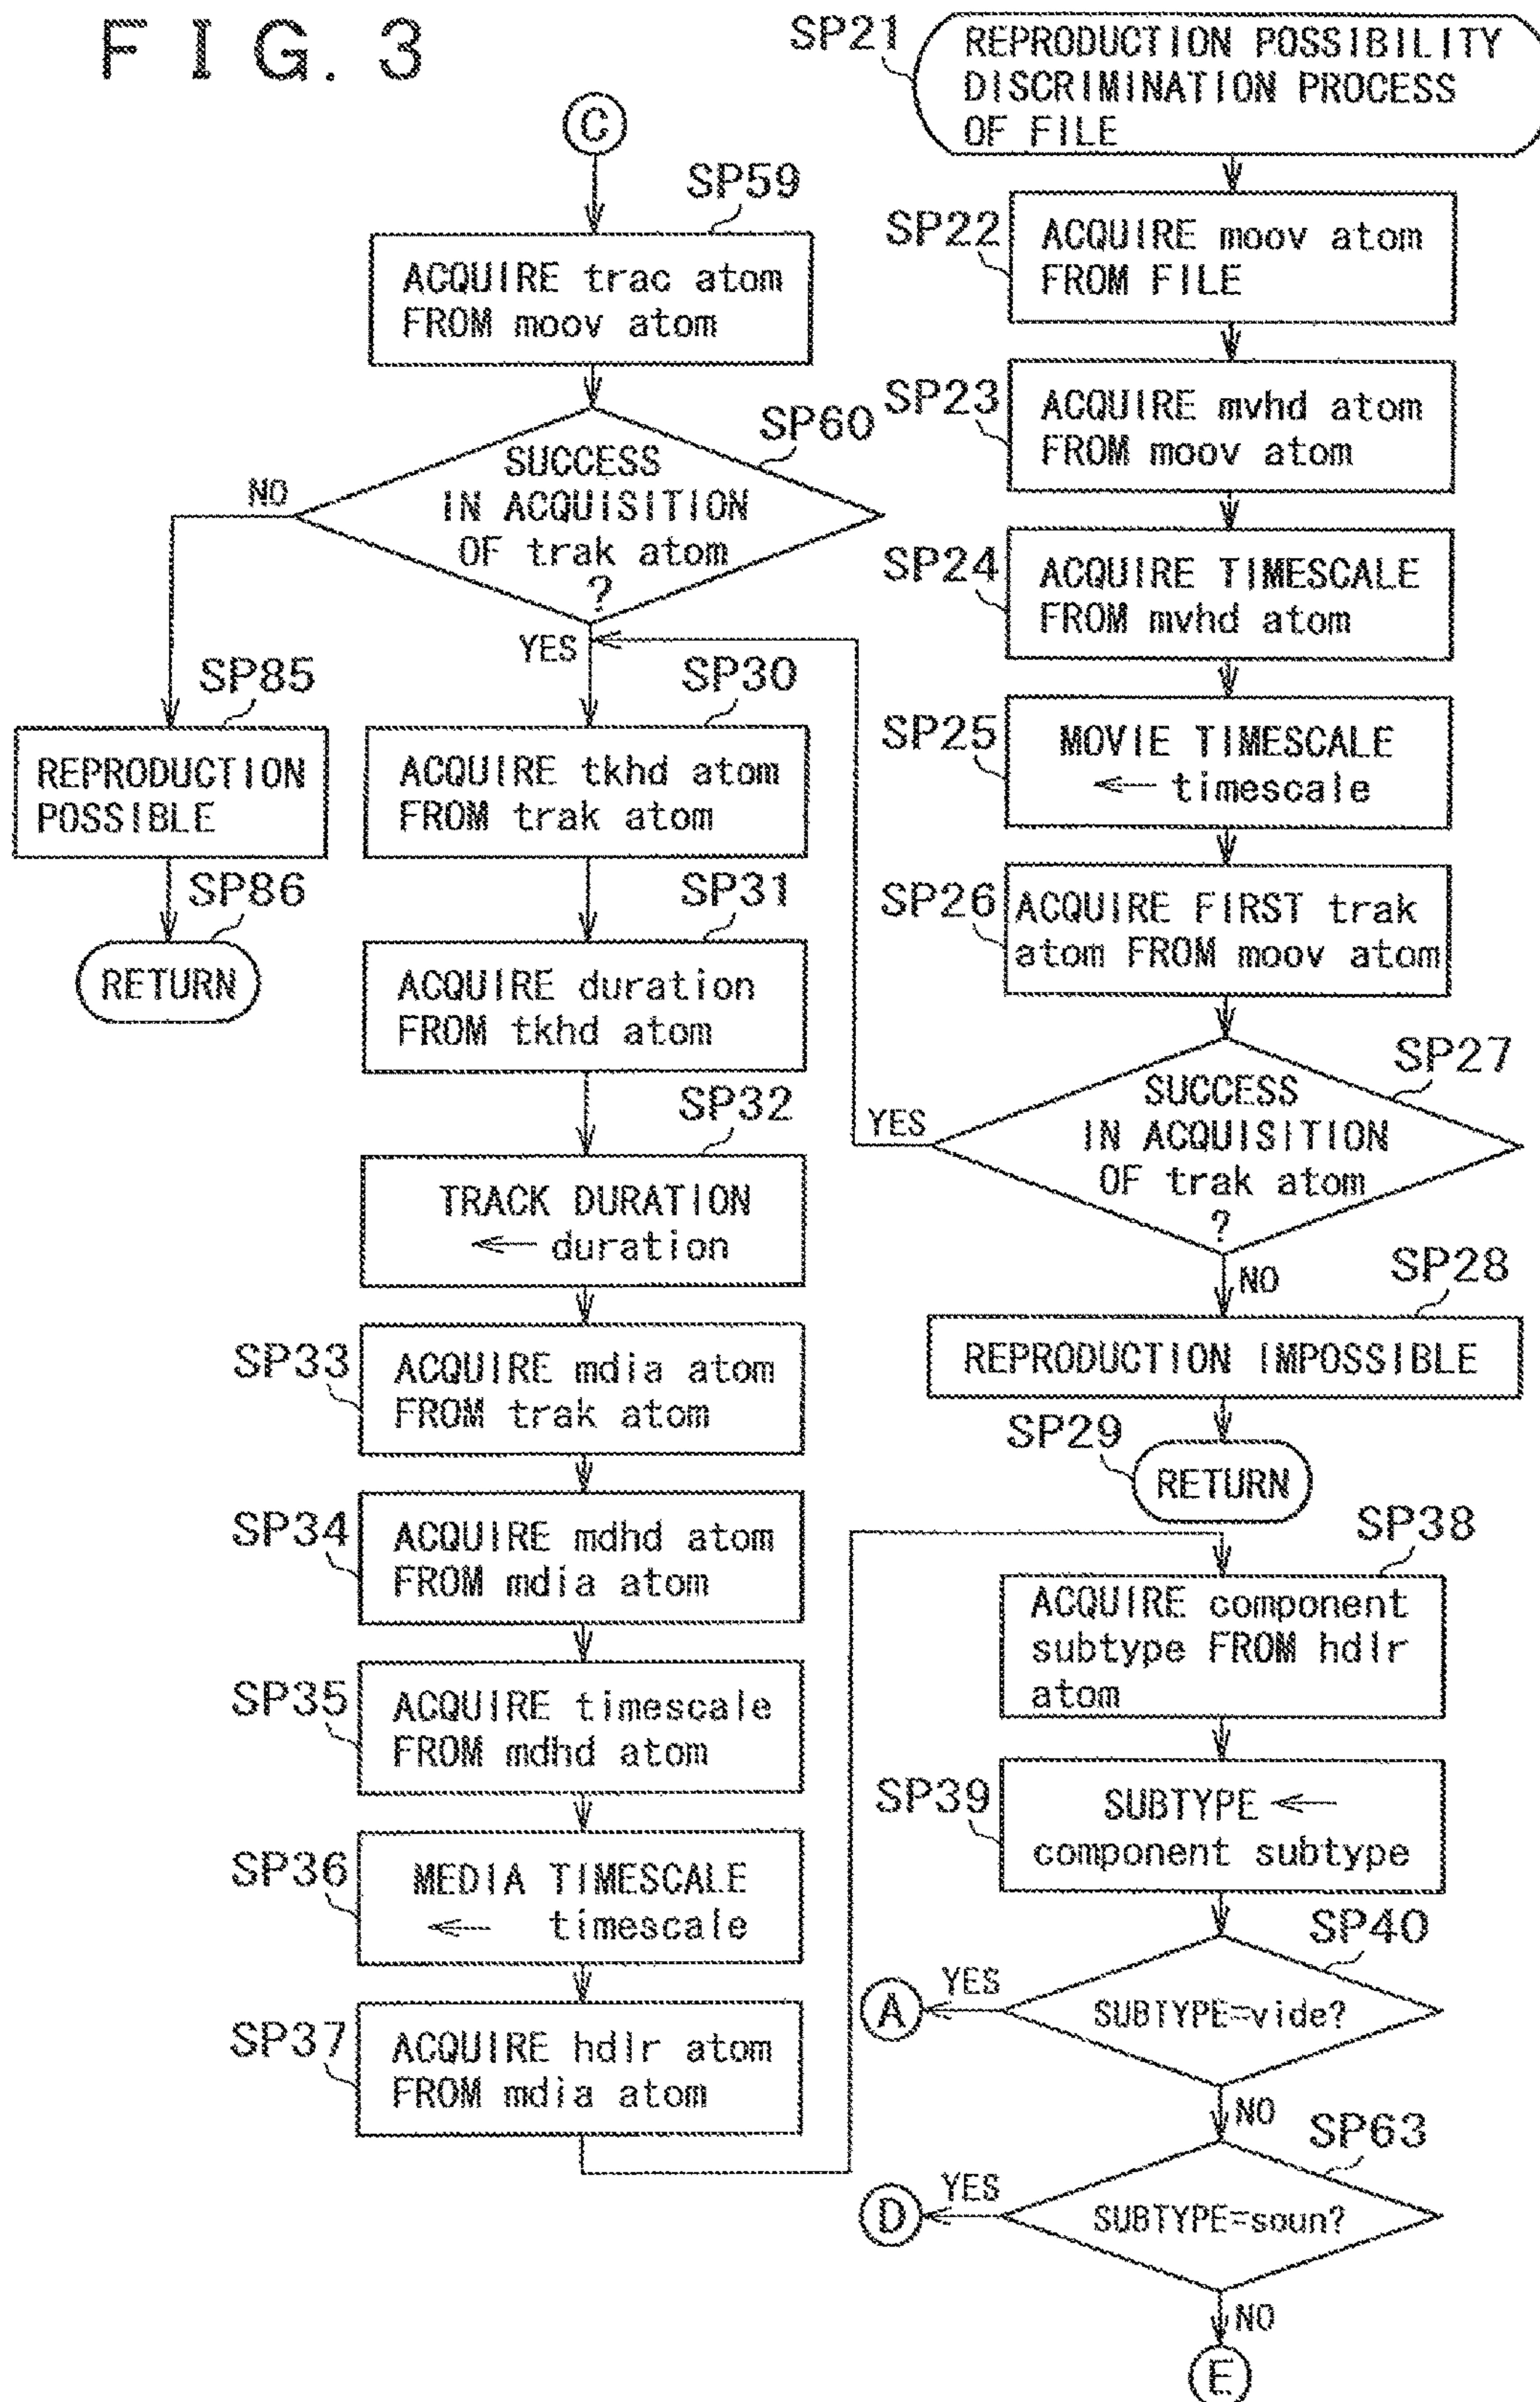 FIG. 3
C
SP59
ACQUIRE trac atom
FROM moov atom
SP60
SUCCESS
IN ACQUISITION
OF trak atom
?
NO
YES
SP85
REPRODUCTION
POSSIBLE
SP86
RETURN
SP30
ACQUIRE tkhd atom
FROM trak atom
SP31
ACQUIRE duration
FROM tkhd atom
SP32
TRACK DURATION
← duration
SP33
ACQUIRE mdia atom
FROM trak atom
SP34
ACQUIRE mdhd atom
FROM mdia atom
SP35
ACQUIRE timescale
FROM mdhd atom
SP36
MEDIA TIMESCALE
← timescale
SP37
ACQUIRE hdlr atom
FROM mdia atom
SP21
REPRODUCTION POSSIBILITY
DISCRIMINATION PROCESS
OF FILE
SP22
ACQUIRE moov atom
FROM FILE
SP23
ACQUIRE mvhd atom
FROM moov atom
SP24
ACQUIRE TIMESCALE
FROM mvhd atom
SP25
MOVIE TIMESCALE
← timescale
SP26
ACQUIRE FIRST trak
atom FROM moov atom
SP27
SUCCESS
IN ACQUISITION
OF trak atom
?
YES
NO
SP28
REPRODUCTION IMPOSSIBLE
SP29
RETURN
SP38
ACQUIRE component
subtype FROM hdlr
atom
SP39
SUBTYPE ←
component subtype
SP40
SUBTYPE=vide?
YES
A
NO
SP63
SUBTYPE=soun?
YES
D
NO
E